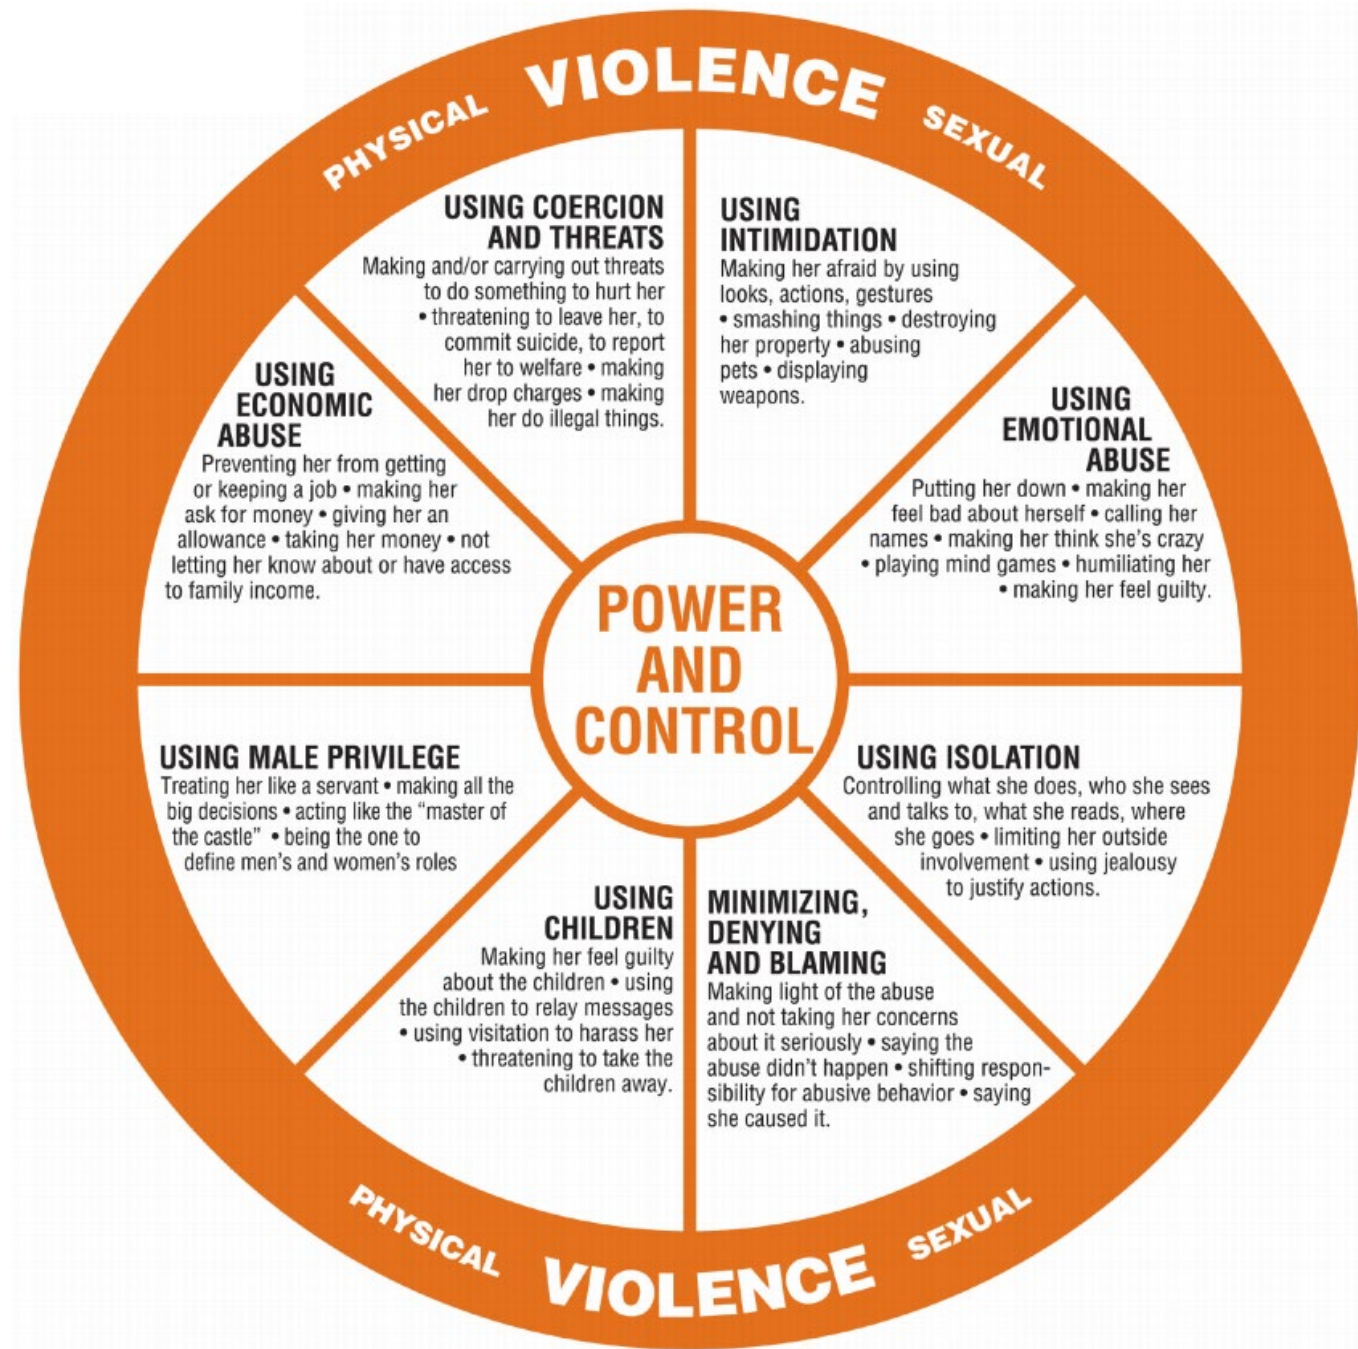 PHYSICAL VIOLENCE SEXUAL
USING COERCION
AND THREATS
Making and/or carrying out threats
to do something to hurt her
• threatening to leave her, to
commit suicide, to report
her to welfare • making
her drop charges • making
her do illegal things.
USING
INTIMIDATION
Making her afraid by using
looks, actions, gestures
• smashing things • destroying
her property • abusing
pets • displaying
weapons.
USING
EMOTIONAL
ABUSE
Putting her down • making her
feel bad about herself • calling her
names • making her think she's crazy
• playing mind games • humiliating her
• making her feel guilty.
USING ISOLATION
Controlling what she does, who she sees
and talks to, what she reads, where
she goes • limiting her outside
involvement • using jealousy
to justify actions.
MINIMIZING,
DENYING
AND BLAMING
Making light of the abuse
and not taking her concerns
about it seriously • saying the
abuse didn't happen • shifting respon-
sibility for abusive behavior • saying
she caused it.
USING
CHILDREN
Making her feel guilty
about the children • using
the children to relay messages
• using visitation to harass her
• threatening to take the
children away.
USING MALE PRIVILEGE
Treating her like a servant • making all the
big decisions • acting like the “master of
the castle” • being the one to
define men's and women's roles
USING
ECONOMIC
ABUSE
Preventing her from getting
or keeping a job • making her
ask for money • giving her an
allowance • taking her money • not
letting her know about or have access
to family income.
POWER
AND
CONTROL
PHYSICAL VIOLENCE SEXUAL